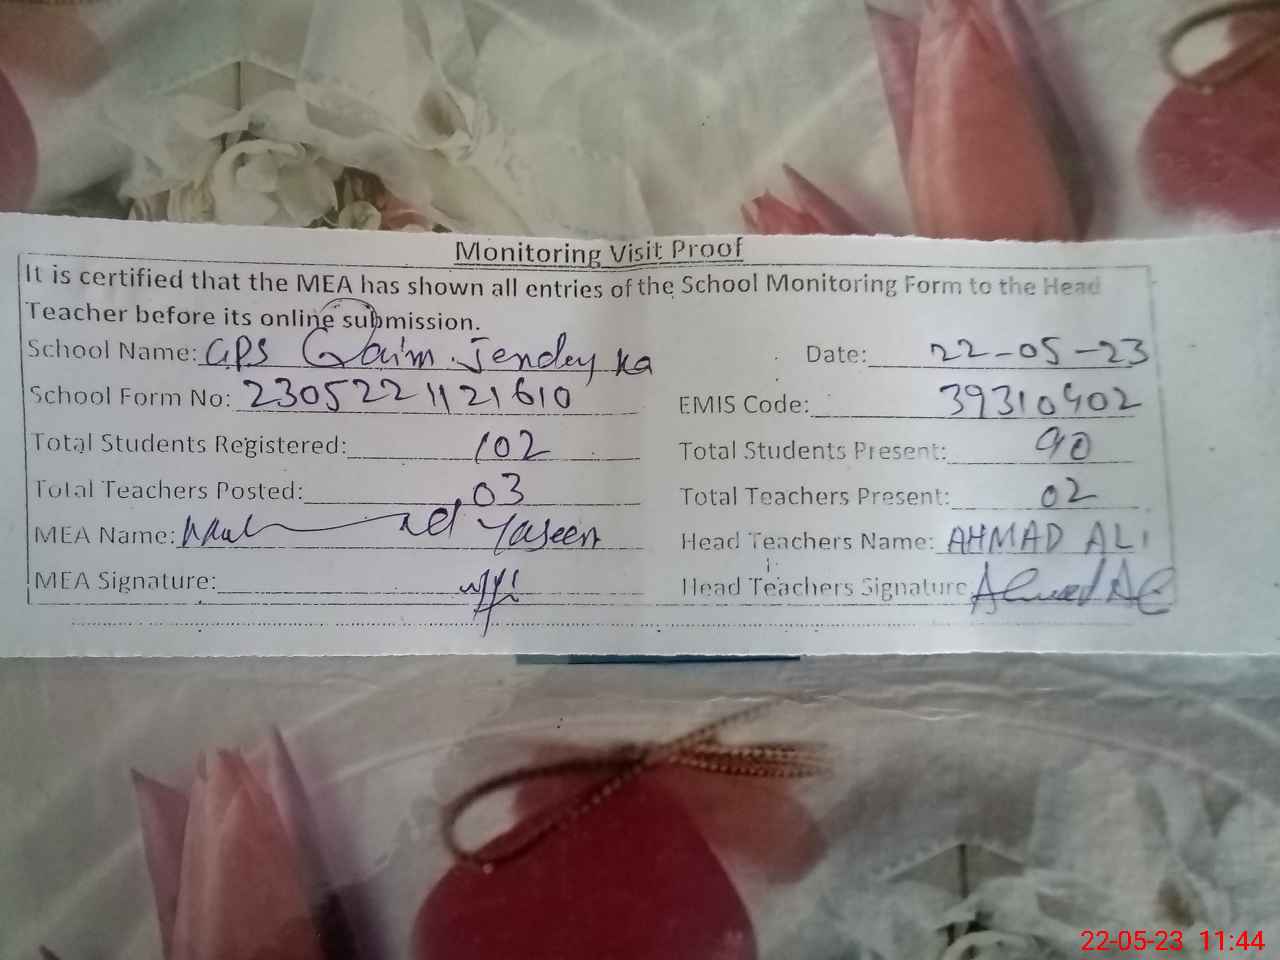 Monitoring Visit Proof
It is certified that the MEA has shown all entries of the School Monitoring Form to the Head
Teacher before its online submission.
School Name: GPS Qaim Jendey Ka Date: 22-05-23
School Form No: 2305221121610 EMIS Code: 39310402
Total Students Registered: 102 Total Students Present: 90
Total Teachers Posted: 03 Total Teachers Present: 02
MEA Name: Yaseen Head Teachers Name: AHMAD ALI
MEA Signature: Head Teachers Signature Ahmad Ali
22-05-23 11:44